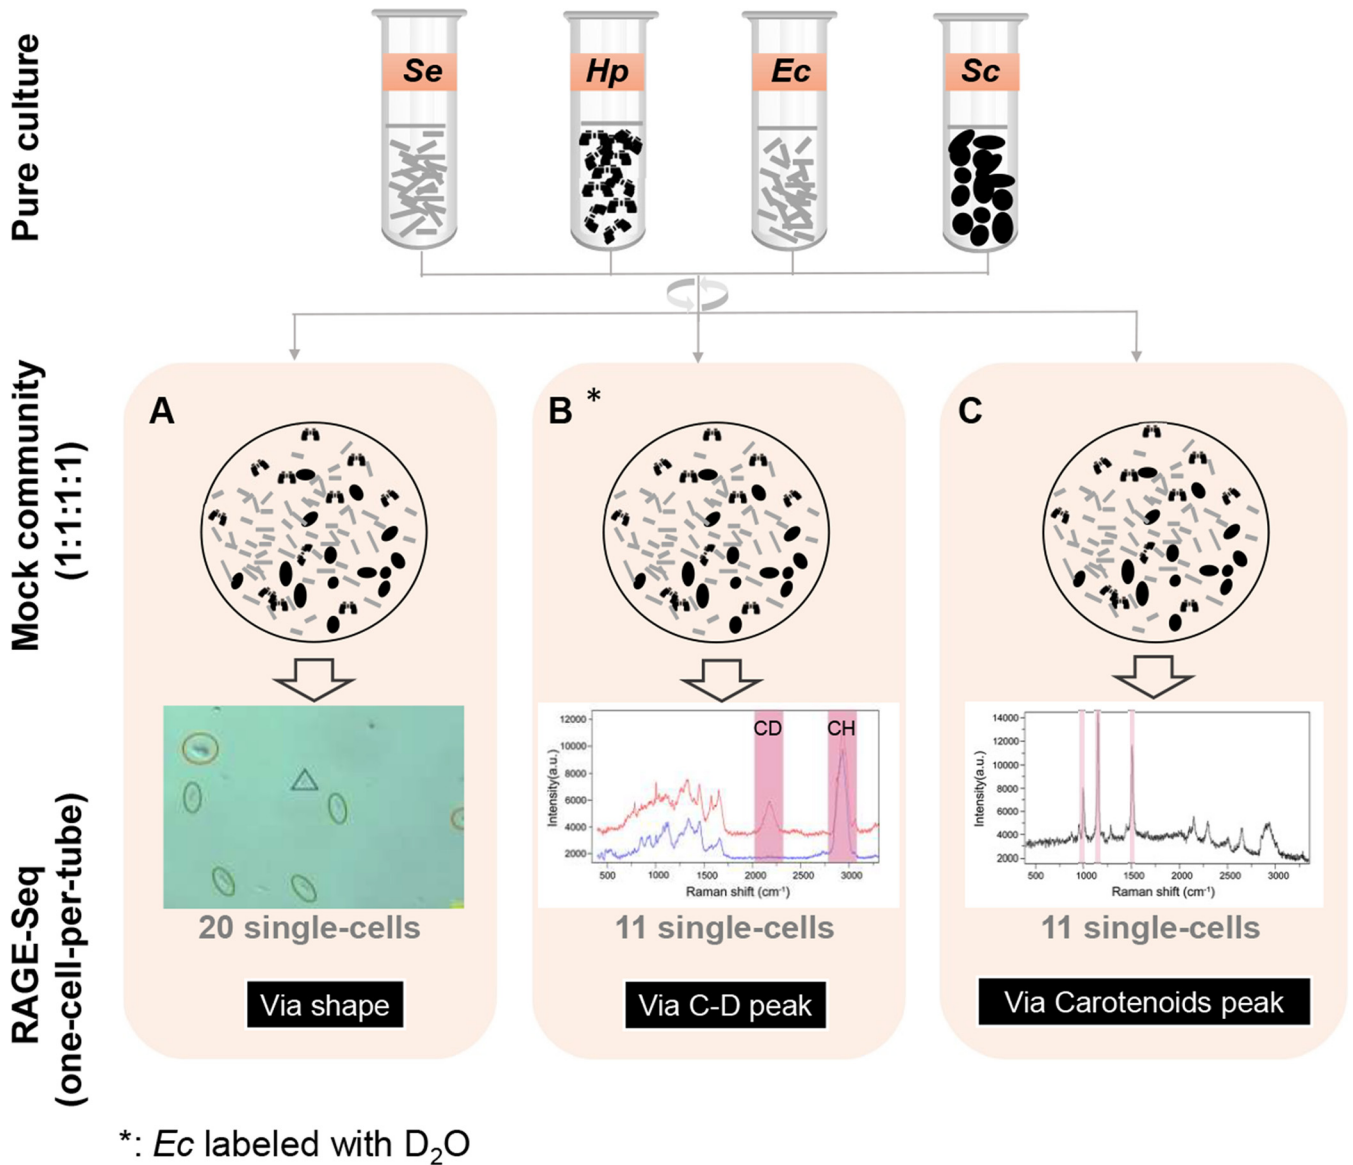 Pure culture
Se
Hp
Ec
Sc
Mock community
(1:1:1:1)
A
B *
C
RAGE-Seq
(one-cell-per-tube)
CD
CH
12000
10000
8000
6000
4000
2000
Intensity(a.u.)
500
1000
1500
2000
2500
3000
Raman shift (cm-1)
14000
12000
10000
8000
6000
4000
2000
Intensity(a.u.)
500
1000
1500
2000
2500
3000
Raman shift (cm-1)
20 single-cells
11 single-cells
11 single-cells
Via shape
Via C-D peak
Via Carotenoids peak
*: Ec labeled with D2O